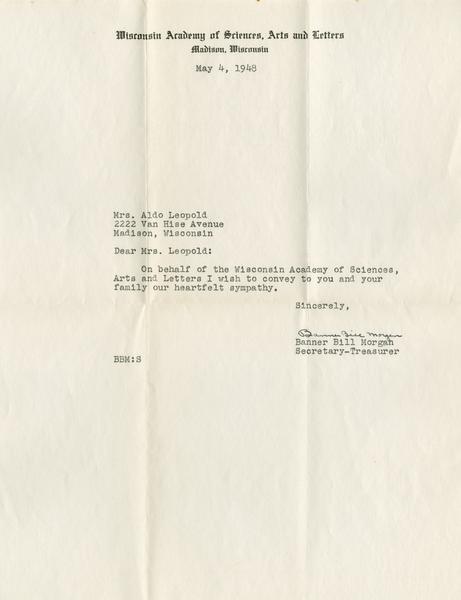 Wisconsin Academy of Sciences, Arts and Letters
Madison, Wisconsin
May 4, 1948
Mrs. Aldo Leopold
2222 Van Hise Avenue
Madison, Wisconsin
Dear Mrs. Leopold:
On behalf of the Wisconsin Academy of Sciences,
Arts and Letters I wish to convey to you and your
family our heartfelt sympathy.
Sincerely,
Banner Bill Morgan
Banner Bill Morgan
Secretary-Treasurer
BBM:S